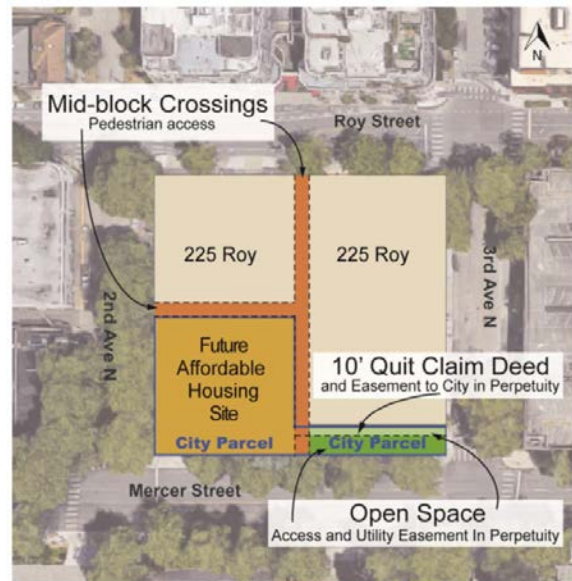 N
Mid-block Crossings
Pedestrian access
Roy Street
225 Roy
225 Roy
2nd Ave N
3rd Ave N
Future
Affordable
Housing
Site
City Parcel
10' Quit Claim Deed
and Easement to City in Perpetuity
City Parcel
Mercer Street
Open Space
Access and Utility Easement In Perpetuity